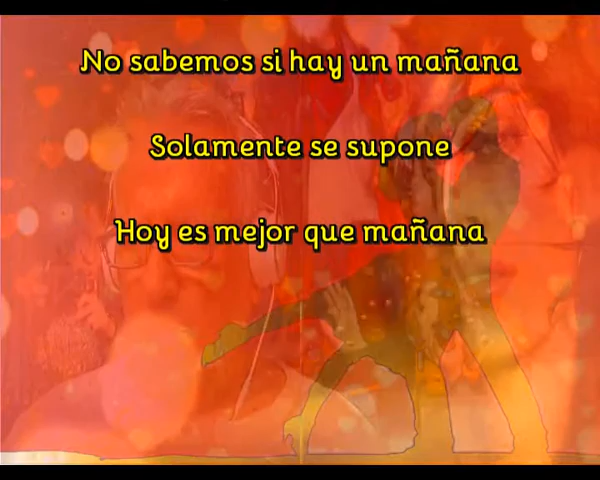 No sabemos si hay un mañana
Solamente se supone
Hoy es mejor que mañana